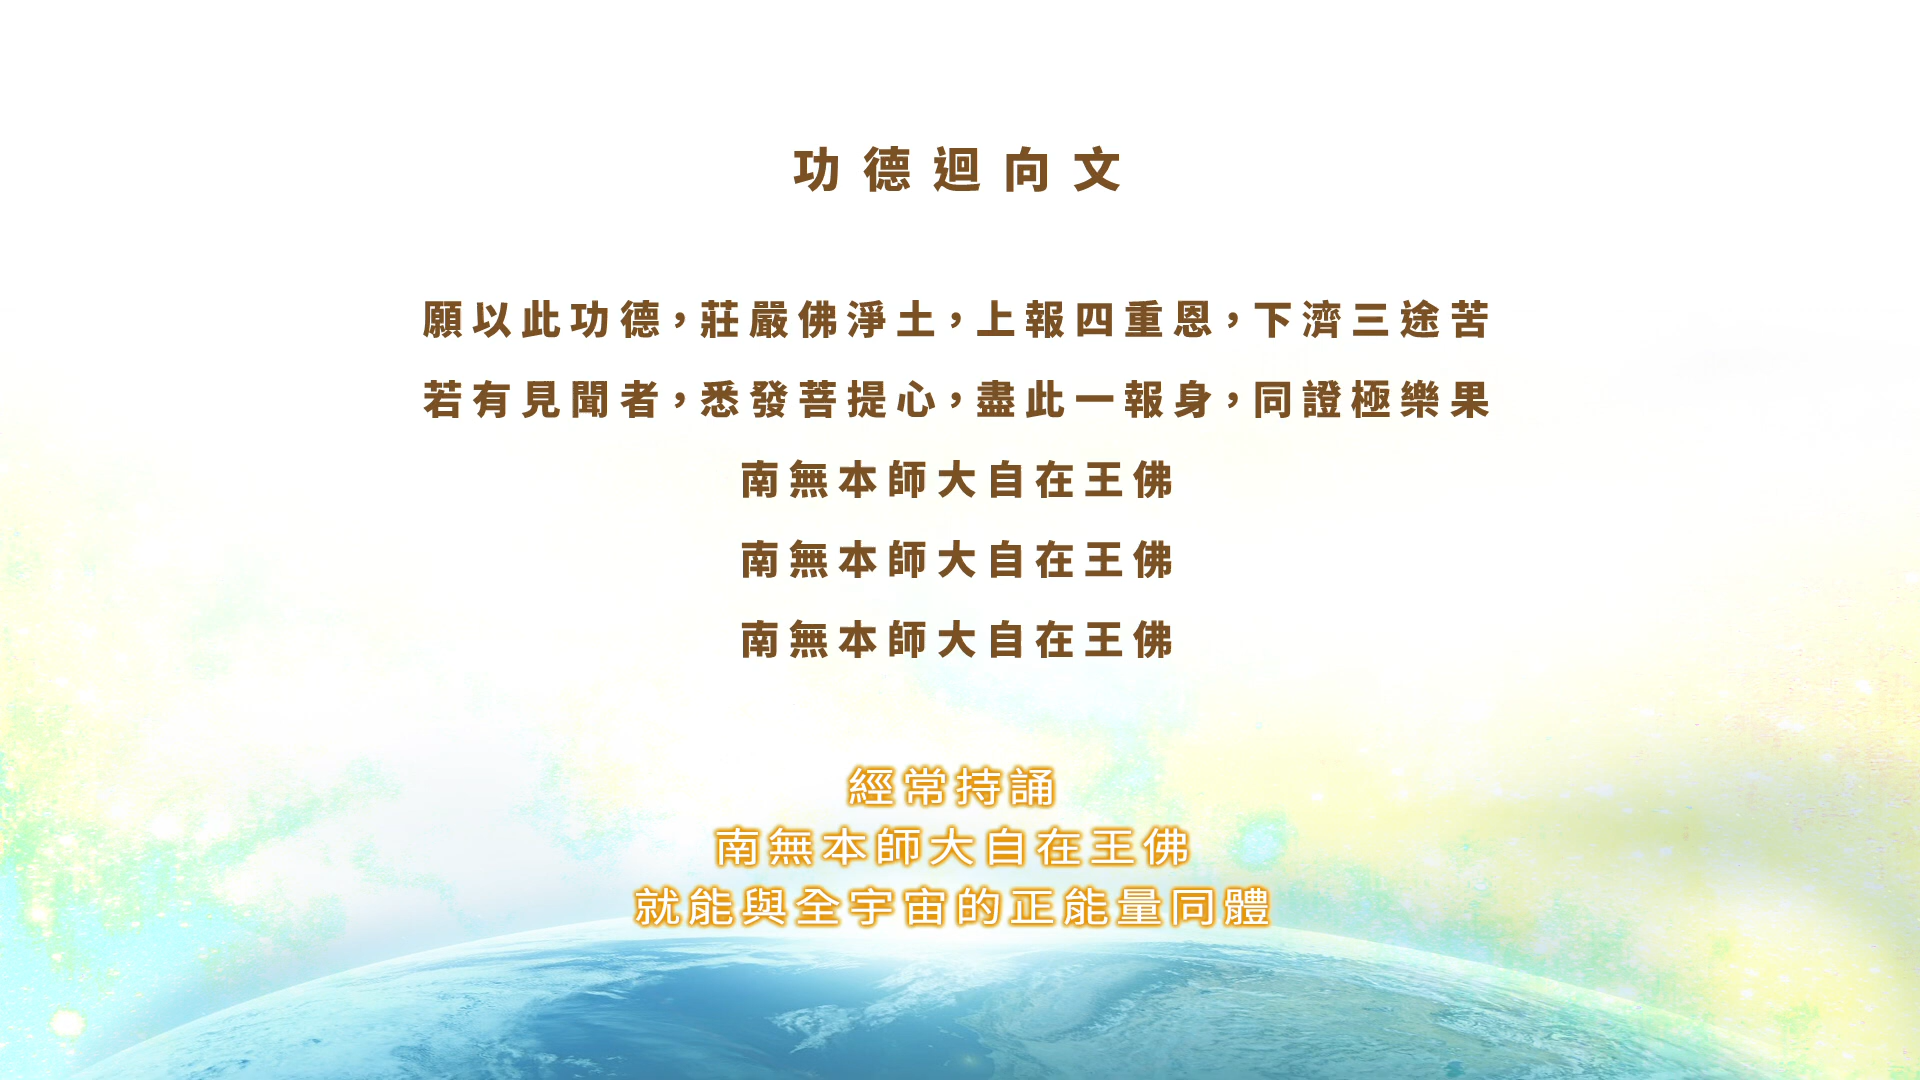 功德迴向文
願以此功德，莊嚴佛淨土，上報四重恩，下濟三途苦
若有見聞者，悉發菩提心，盡此一報身，同證極樂果
南無本師大自在王佛
南無本師大自在王佛
南無本師大自在王佛
經常持誦
南無本師大自在王佛
就能與全宇宙的正能量同體